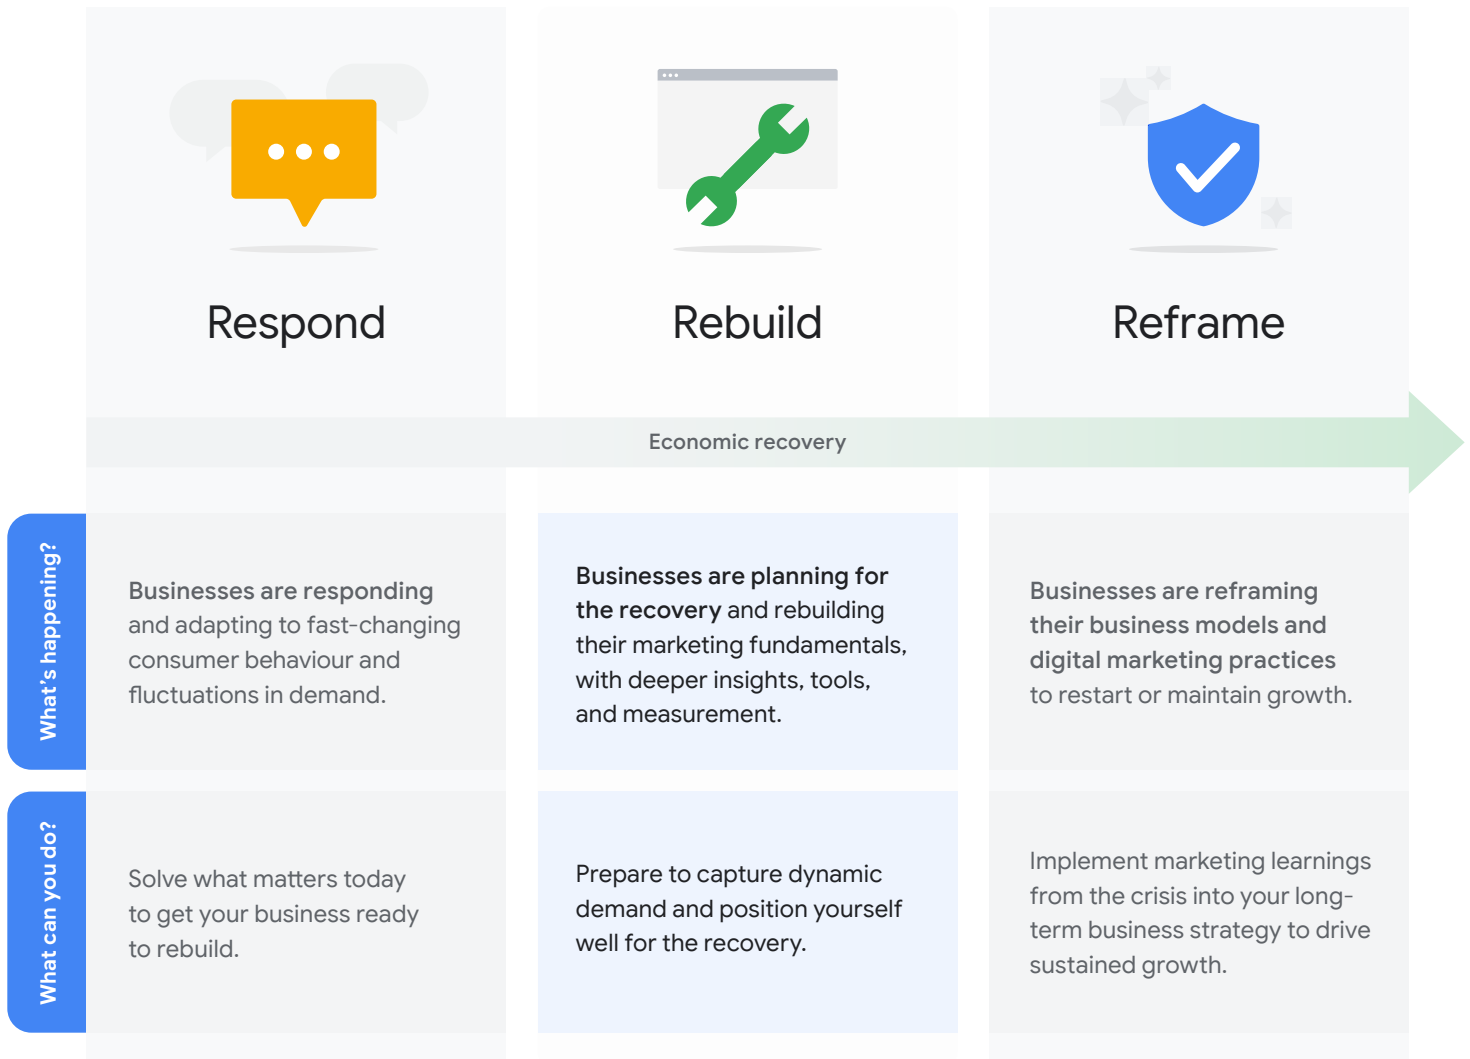 Respond
Rebuild
Reframe
Economic recovery
What's happening?
Businesses are responding
and adapting to fast-changing
consumer behaviour and
fluctuations in demand.
Businesses are planning for
the recovery and rebuilding
their marketing fundamentals,
with deeper insights, tools,
and measurement.
Businesses are reframing
their business models and
digital marketing practices
to restart or maintain growth.
What can you do?
Solve what matters today
to get your business ready
to rebuild.
Prepare to capture dynamic
demand and position yourself
well for the recovery.
Implement marketing learnings
from the crisis into your long-
term business strategy to drive
sustained growth.